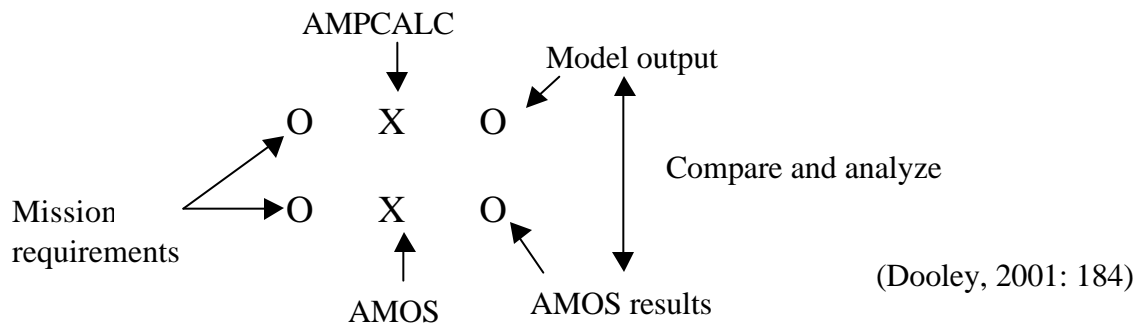 AMPCALC
Model output
O X O
Compare and analyze
Mission
requirements
O X O
(Dooley, 2001: 184)
AMOS
AMOS results